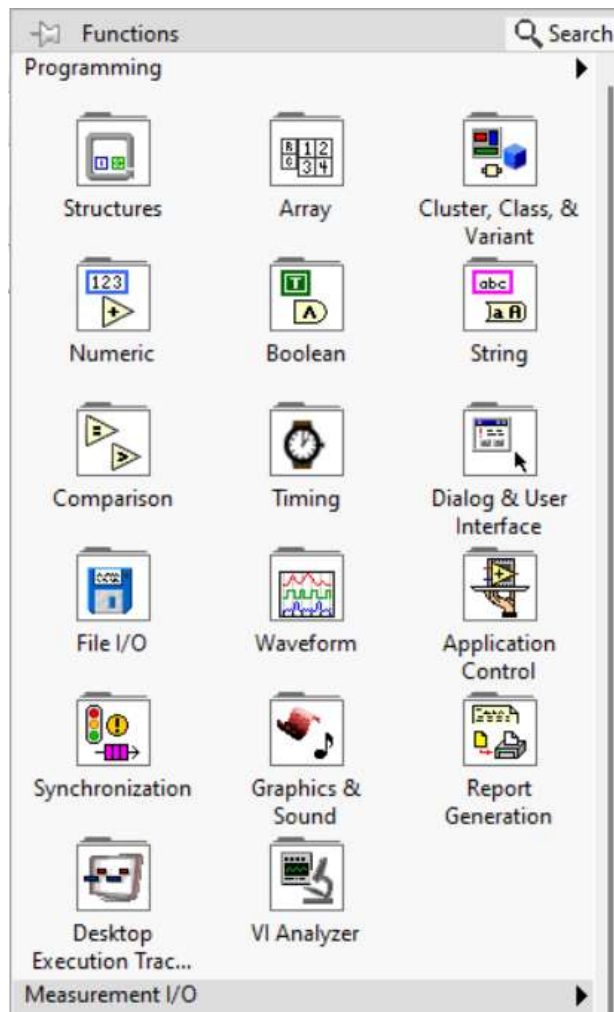 Functions
Search
Programming
Structures
Array
Cluster, Class, &
Variant
Numeric
Boolean
String
Comparison
Timing
Dialog & User
Interface
File I/O
Waveform
Application
Control
Synchronization
Graphics &
Sound
Report
Generation
Desktop
Execution Trac...
VI Analyzer
Measurement I/O